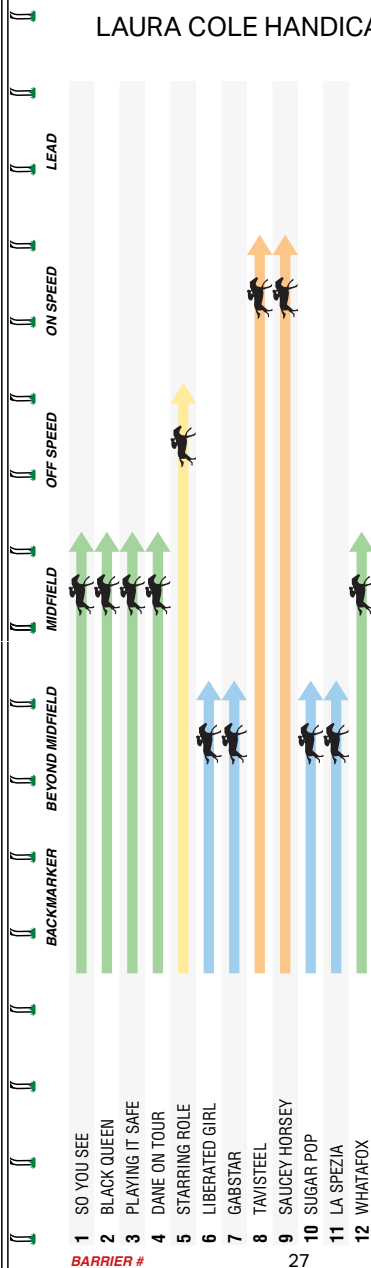 LAURA COLE HANDICA
LEAD
ON SPEED
OFF SPEED
MIDFIELD
BEYOND MIDFIELD
BACKMARKER
1 SO YOU SEE
2 BLACK QUEEN
3 PLAYING IT SAFE
4 DANE ON TOUR
5 STARRING ROLE
6 LIBERATED GIRL
7 GABSTAR
8 TAVISTEEL
9 SAUCEY HORSEY
10 SUGAR POP
11 LA SPEZIA
12 WHATAFOX
BARRIER #
27